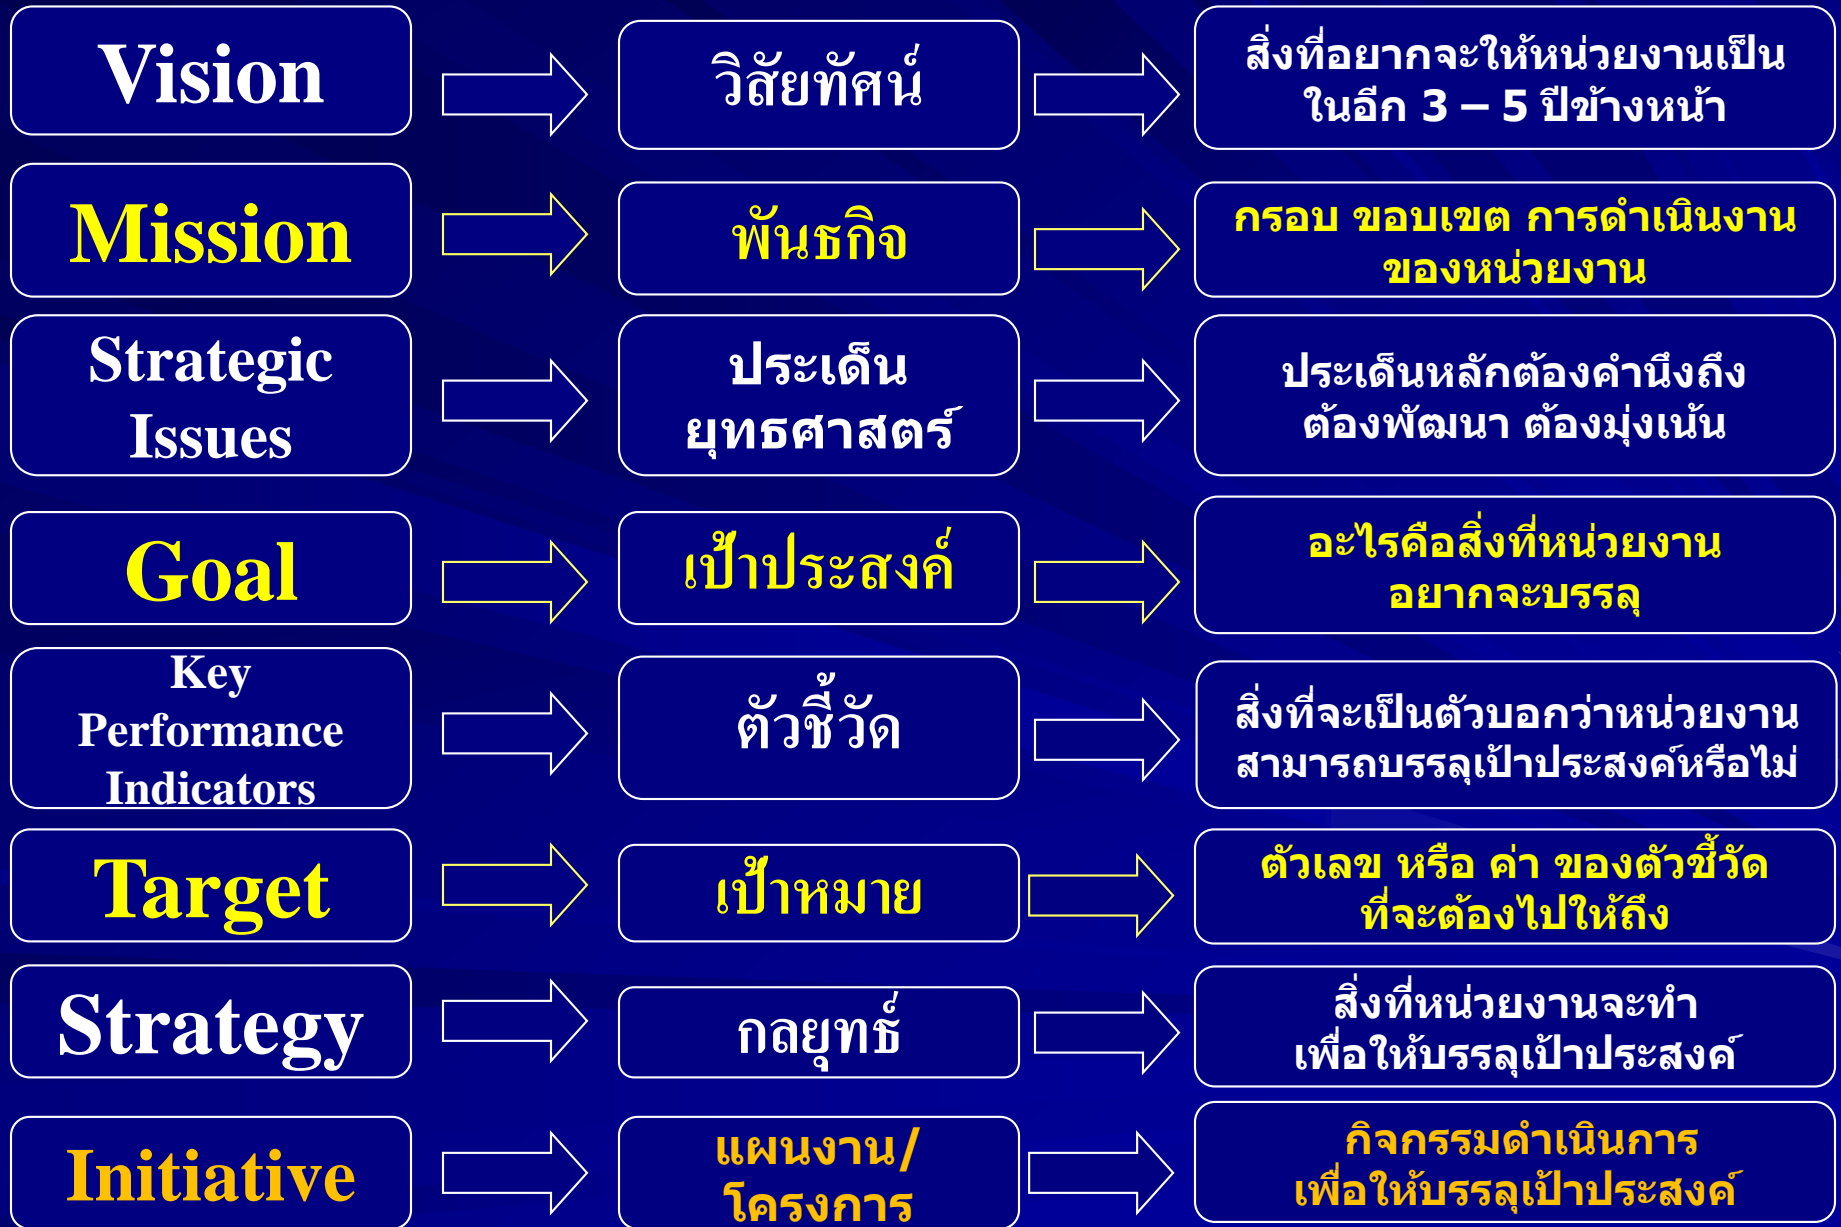 Vision
วิสัยทัศน์
สิ่งที่อยากจะให้หน่วยงานเป็น
ในอีก 3 – 5 ปีข้างหน้า
Mission
พันธกิจ
กรอบ ขอบเขต การดำเนินงาน
ของหน่วยงาน
Strategic
Issues
ประเด็น
ยุทธศาสตร์
ประเด็นหลักต้องคำนึงถึง
ต้องพัฒนา ต้องมุ่งเน้น
Goal
เป้าประสงค์
อะไรคือสิ่งที่หน่วยงาน
อยากจะบรรลุ
Key
Performance
Indicators
ตัวชี้วัด
สิ่งที่จะเป็นตัวบอกว่าหน่วยงาน
สามารถบรรลุเป้าประสงค์หรือไม่
Target
เป้าหมาย
ตัวเลข หรือ ค่า ของตัวชี้วัด
ที่จะต้องไปให้ถึง
Strategy
กลยุทธ์
สิ่งที่หน่วยงานจะทำ
เพื่อให้บรรลุเป้าประสงค์
Initiative
แผนงาน/
โครงการ
กิจกรรมดำเนินการ
เพื่อให้บรรลุเป้าประสงค์